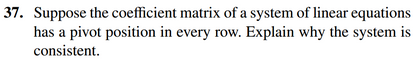 37. Suppose the coefficient matrix of a system of linear equations
has a pivot position in every row. Explain why the system is
consistent.